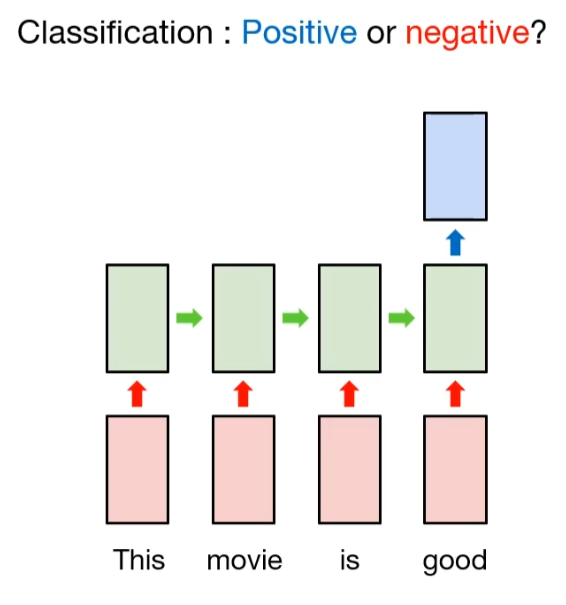 Classification : Positive or negative?
This movie is good